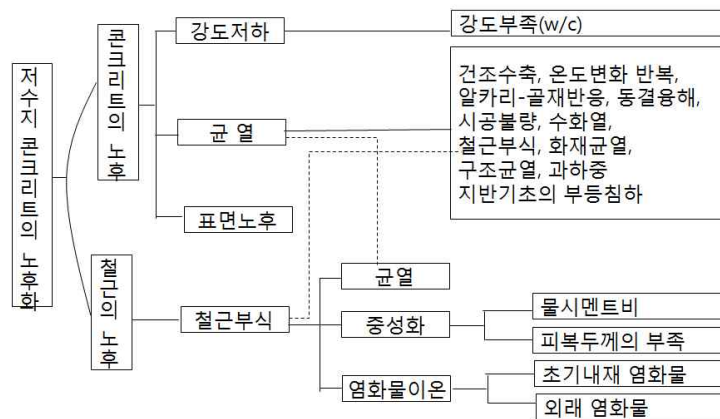 저수지 콘크리트의 노후화
콘크리트의 노후
강도저하
강도부족(w/c)
균 열
건조수축, 온도변화 반복,
알카리-골재반응, 동결융해,
시공불량, 수화열,
철근부식, 화재균열,
구조균열, 과하중
지반기초의 부등침하
표면노후
철근의 노후
철근부식
균열
중성화
물시멘트비
피복두께의 부족
염화물이온
초기내재 염화물
외래 염화물